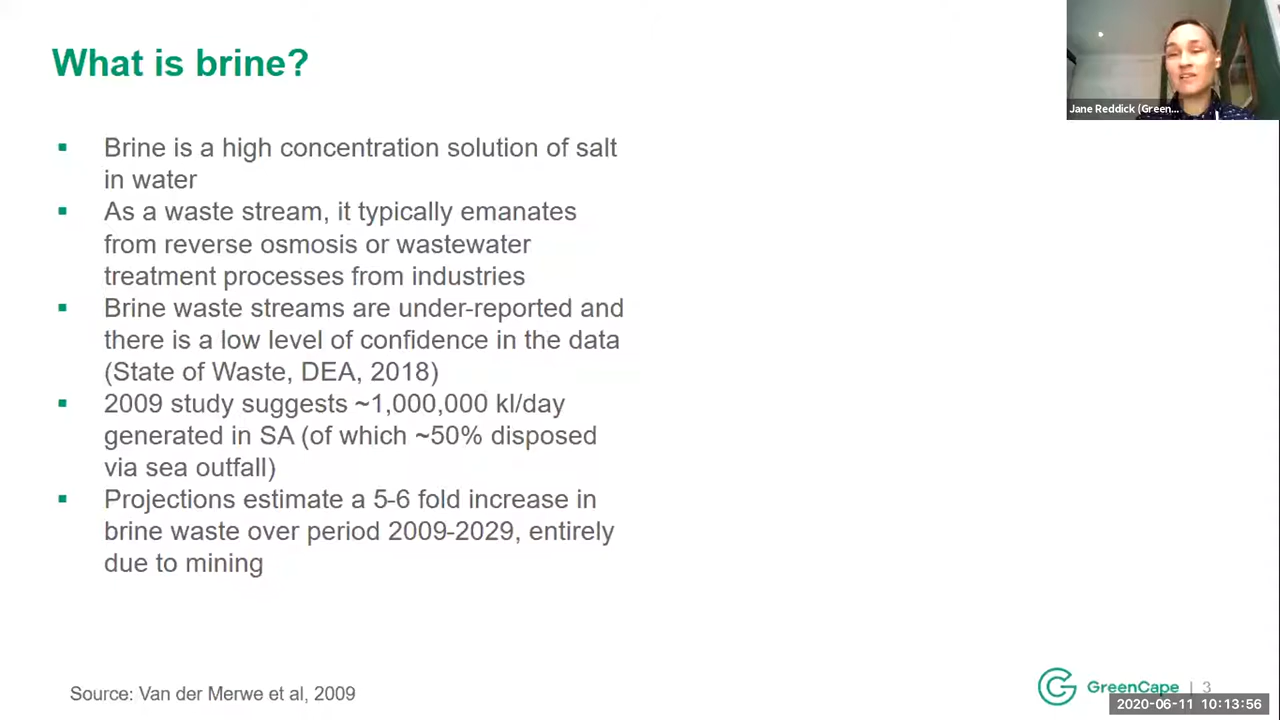 What is brine?
Jane Reddick (Green...
Brine is a high concentration solution of salt
in water
As a waste stream, it typically emanates
from reverse osmosis or wastewater
treatment processes from industries
Brine waste streams are under-reported and
there is a low level of confidence in the data
(State of Waste, DEA, 2018)
2009 study suggests ~1,000,000 kl/day
generated in SA (of which ~50% disposed
via sea outfall)
Projections estimate a 5-6 fold increase in
brine waste over period 2009-2029, entirely
due to mining
Source: Van der Merwe et al, 2009
GreenCape | 3
2020-06-11 10:13:56